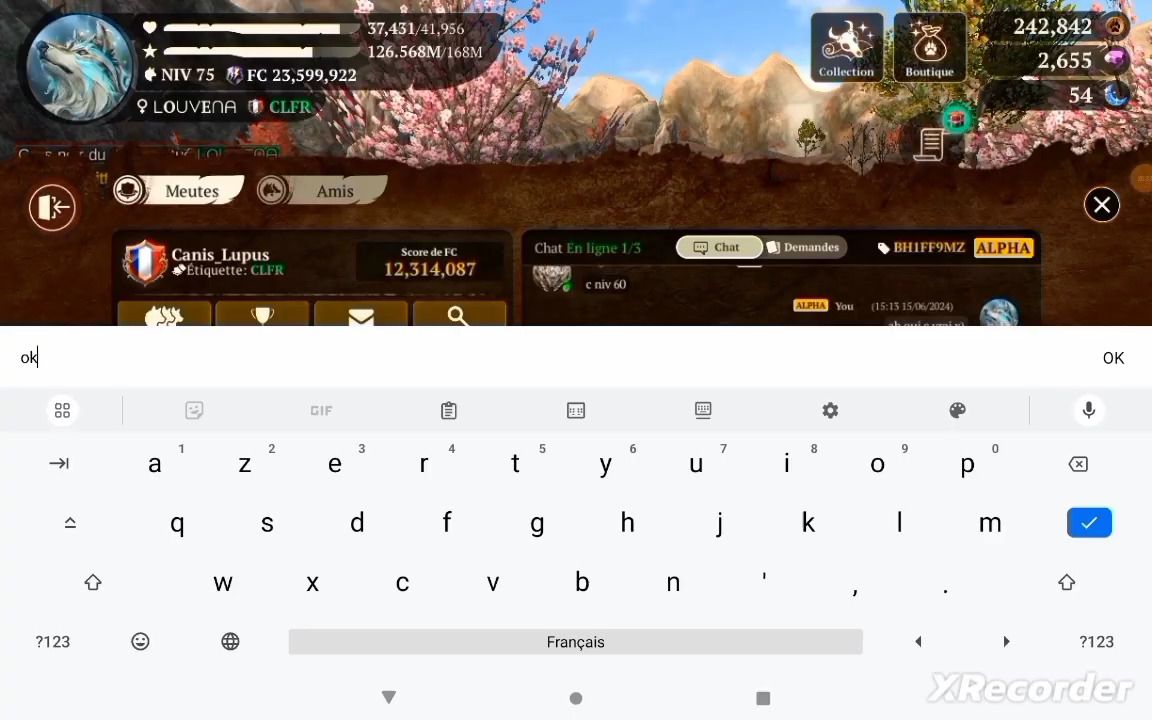 37,431/41,956
126.568M/168M
NIV 75 FC 23,599,922
LOUVENA CLFR
Collection
Boutique
242,842
2,655
54
Meutes
Amis
Canis_Lupus
Étiquette: CLFR
Score de FC
12,314,087
Chat En ligne 1/3
Chat
Demandes
BH1FF9MZ ALPHA
c niv 60
ALPHA You (15:13 15/06/2024)
ok
OK
GIF
a 1 z 2 e 3 r 4 t 5 y 6 u 7 i 8 o 9 p 0
q s d f g h j k l m
w x c v b n ' , .
?123 Français ?123
XRecorder